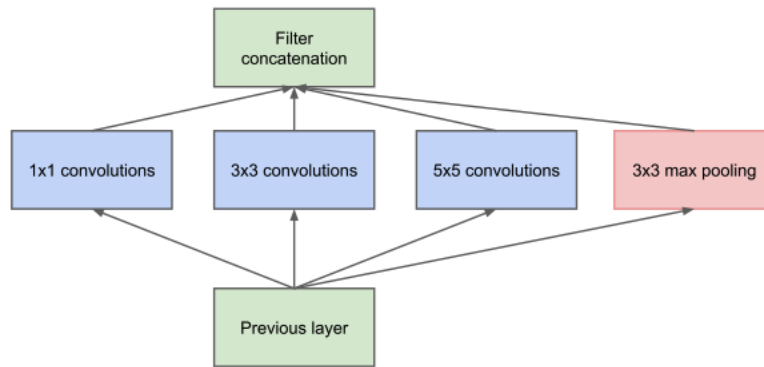 Filter
concatenation
1x1 convolutions
3x3 convolutions
5x5 convolutions
3x3 max pooling
Previous layer